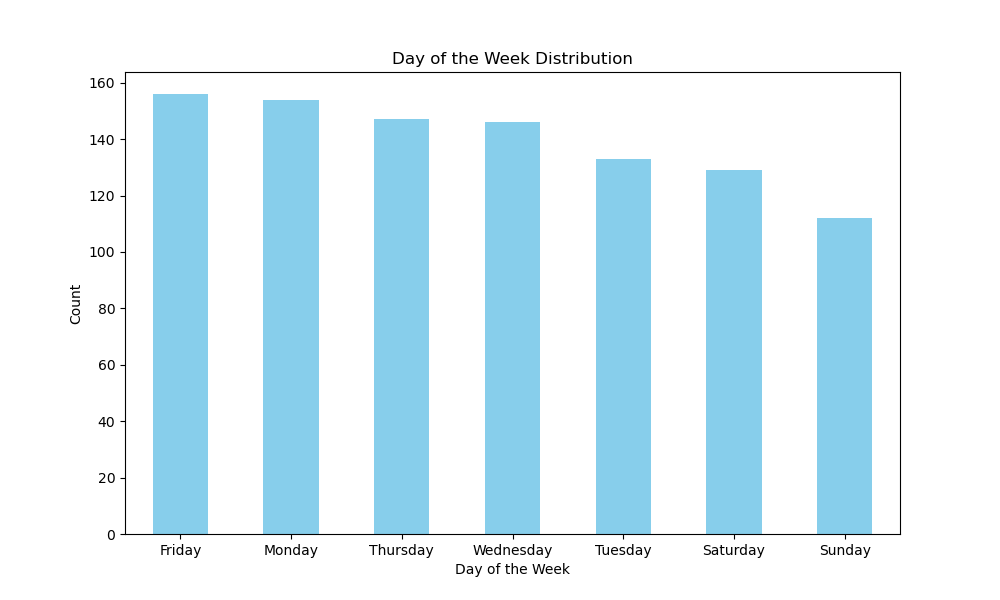 Day of the Week Distribution
160
140
120
100
80
60
40
20
0
Count
Friday Monday Thursday Wednesday Tuesday Saturday Sunday
Day of the Week